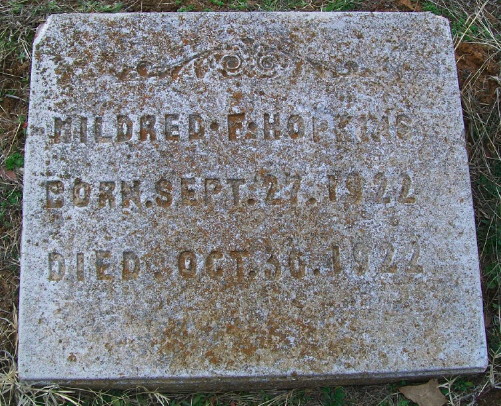 MILDRED·F·HOPKINS
BORN.SEPT.27.1922
DIED.OCT.30.1922